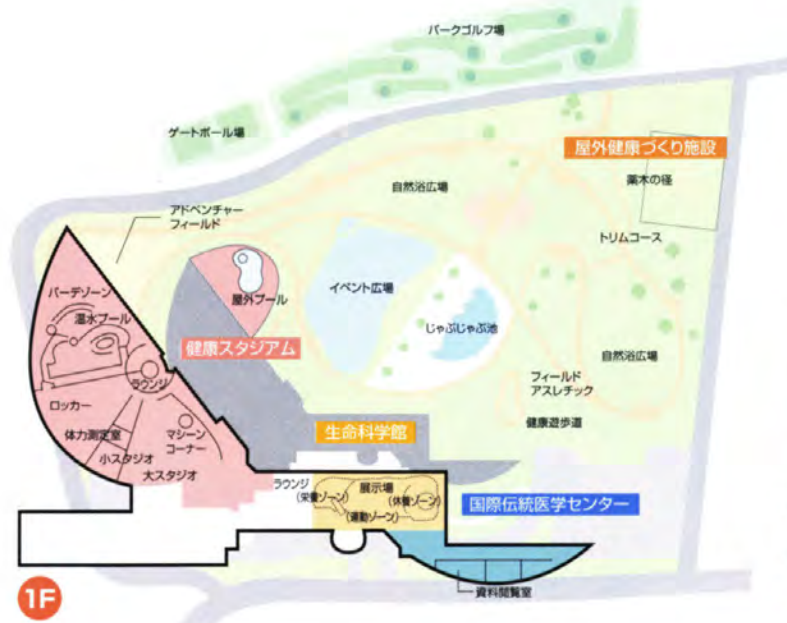 パークゴルフ場
ゲートボール場
屋外健康づくり施設
薬木の径
自然浴広場
アドベンチャー
フィールド
トリムコース
バーデゾーン
屋外プール
イベント広場
温水プール
じゃぶじゃぶ池
健康スタジアム
自然浴広場
ラウンジ
フィールド
アスレチック
ロッカー
健康遊歩道
体力測定室
マシーン
コーナー
生命科学館
小スタジオ
大スタジオ
ラウンジ
展示場
(栄養ゾーン)
(休養ゾーン)
(運動ゾーン)
国際伝統医学センター
資料閲覧室
1F